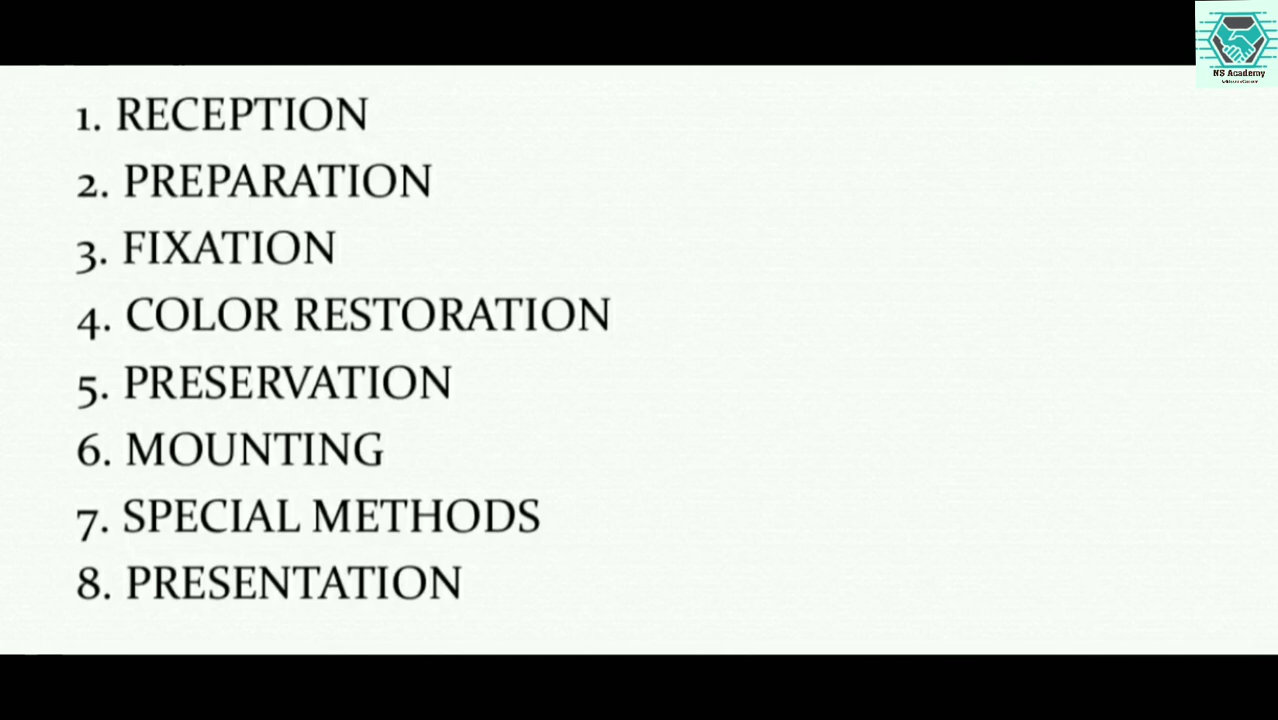 NS Academy
1. RECEPTION
2. PREPARATION
3. FIXATION
4. COLOR RESTORATION
5. PRESERVATION
6. MOUNTING
7. SPECIAL METHODS
8. PRESENTATION